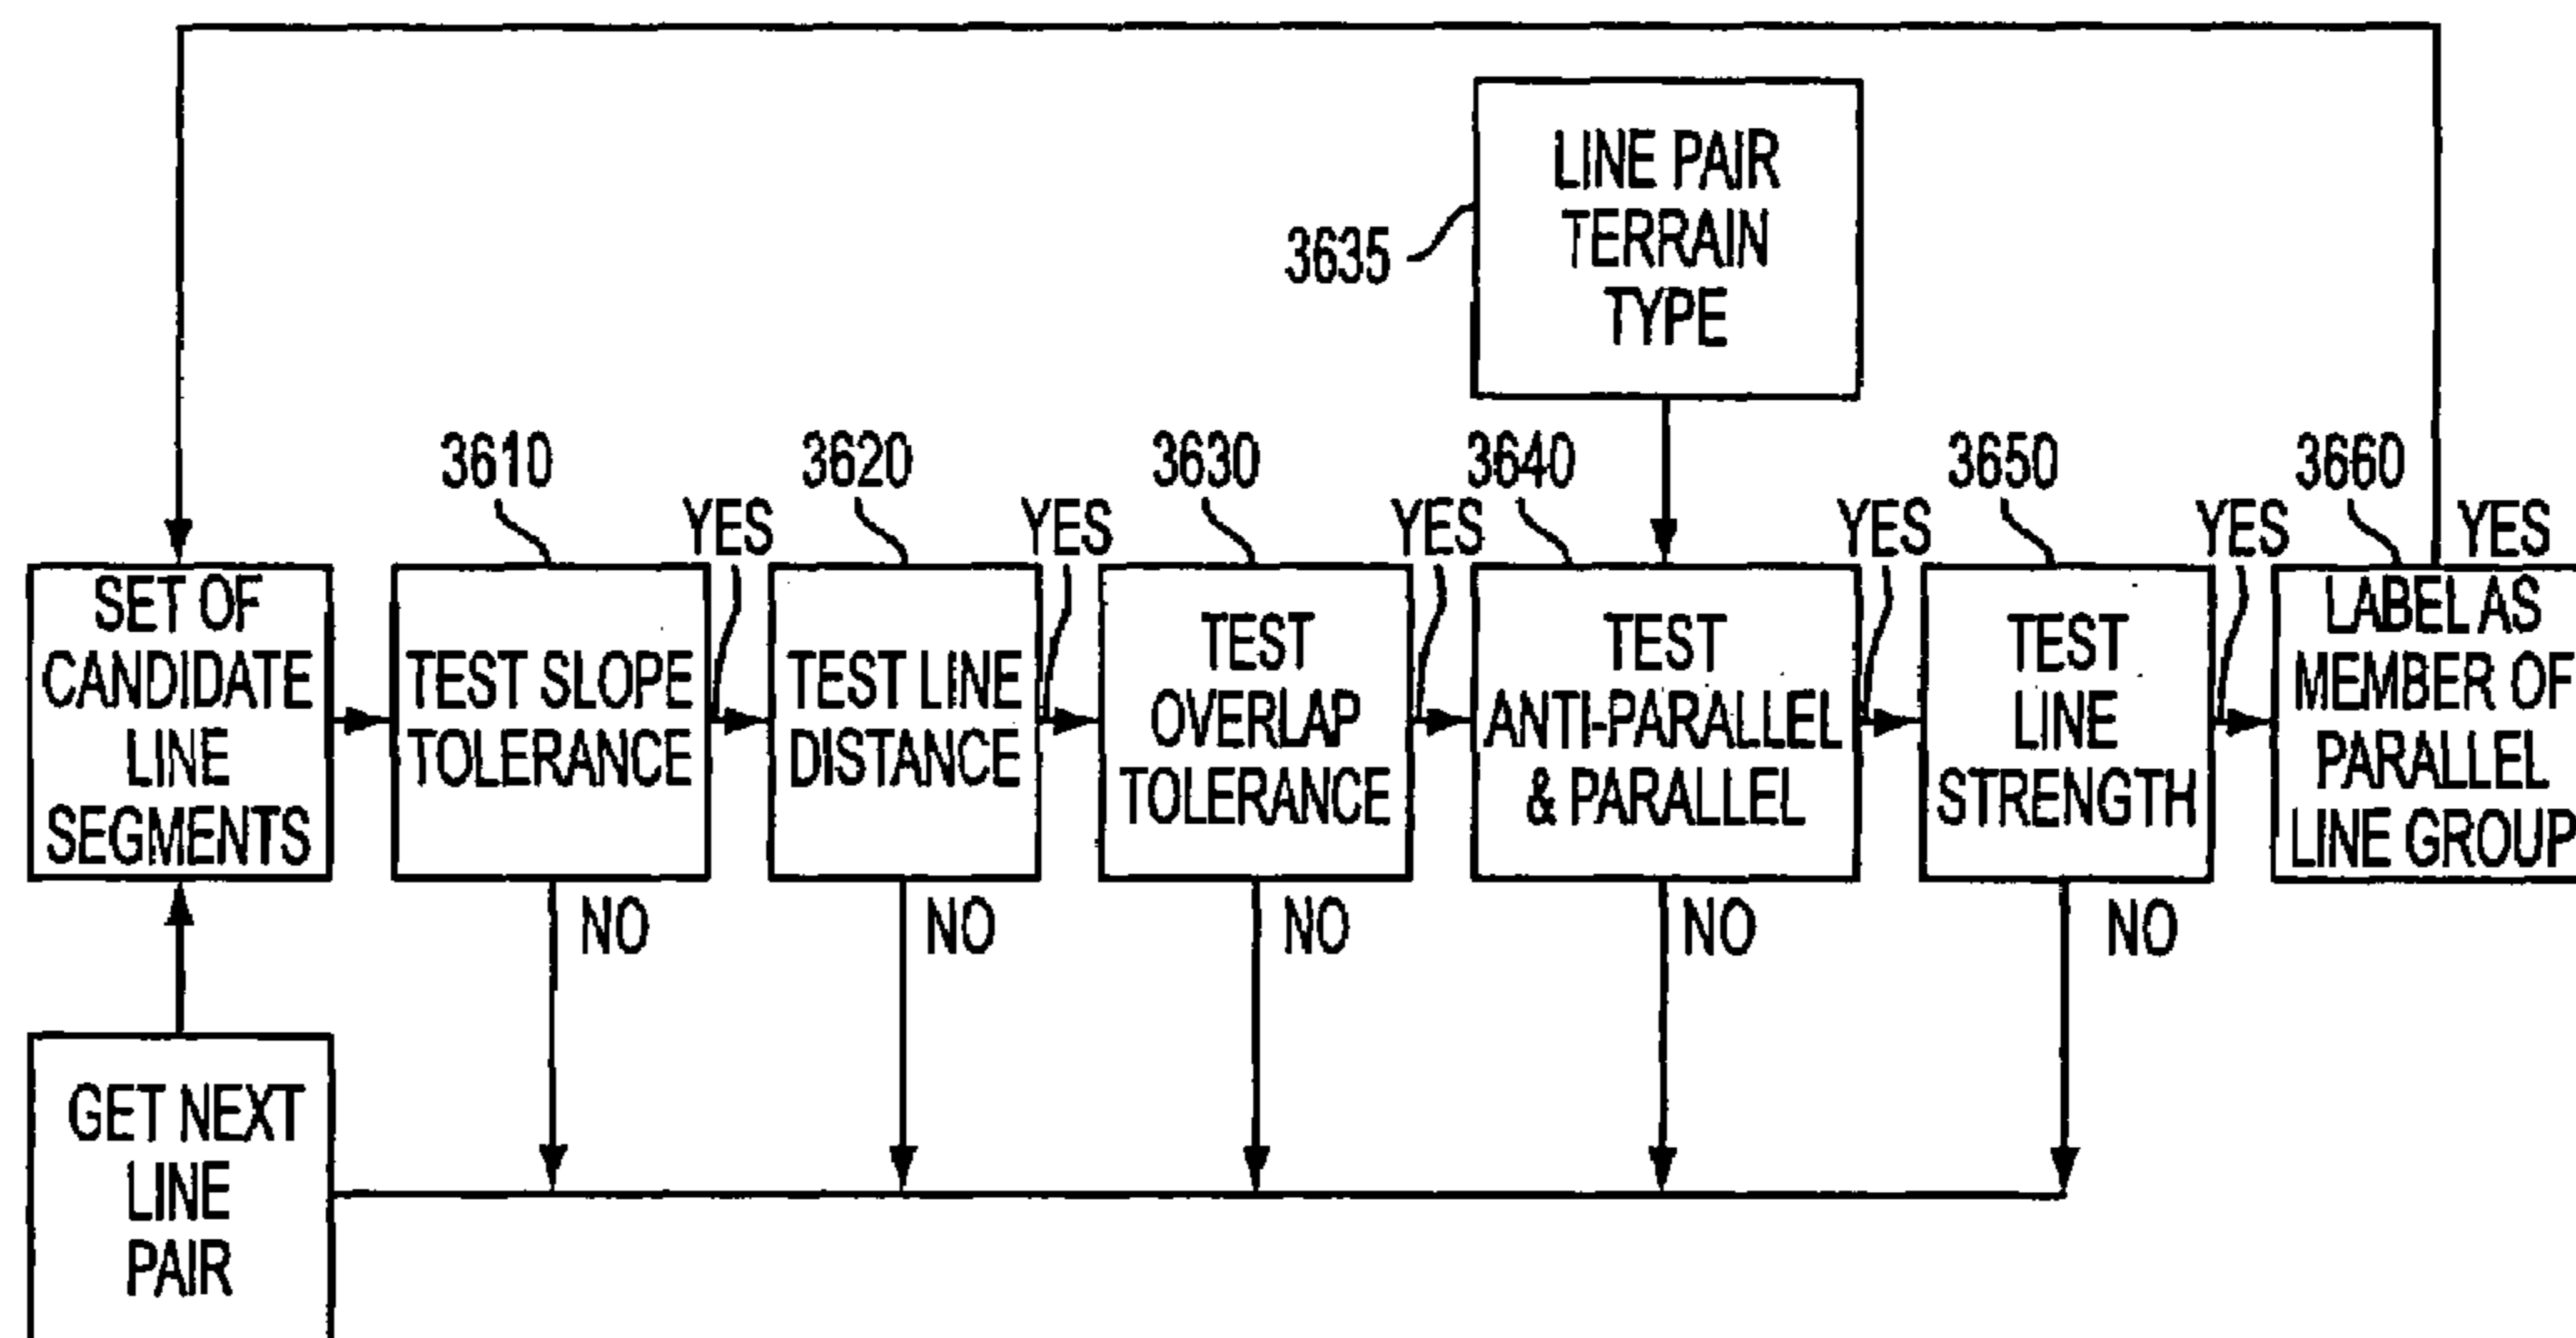 LINE PAIR
TERRAIN
TYPE
3635
3610
YES
3620
YES
3630
YES
3640
YES
3650
YES
3660
YES
SET OF
CANDIDATE
LINE
SEGMENTS
TEST SLOPE
TOLERANCE
TEST LINE
DISTANCE
TEST
OVERLAP
TOLERANCE
TEST
ANTI-PARALLEL
& PARALLEL
TEST
LINE
STRENGTH
LABEL AS
MEMBER OF
PARALLEL
LINE GROUP
NO
NO
NO
NO
NO
GET NEXT
LINE
PAIR